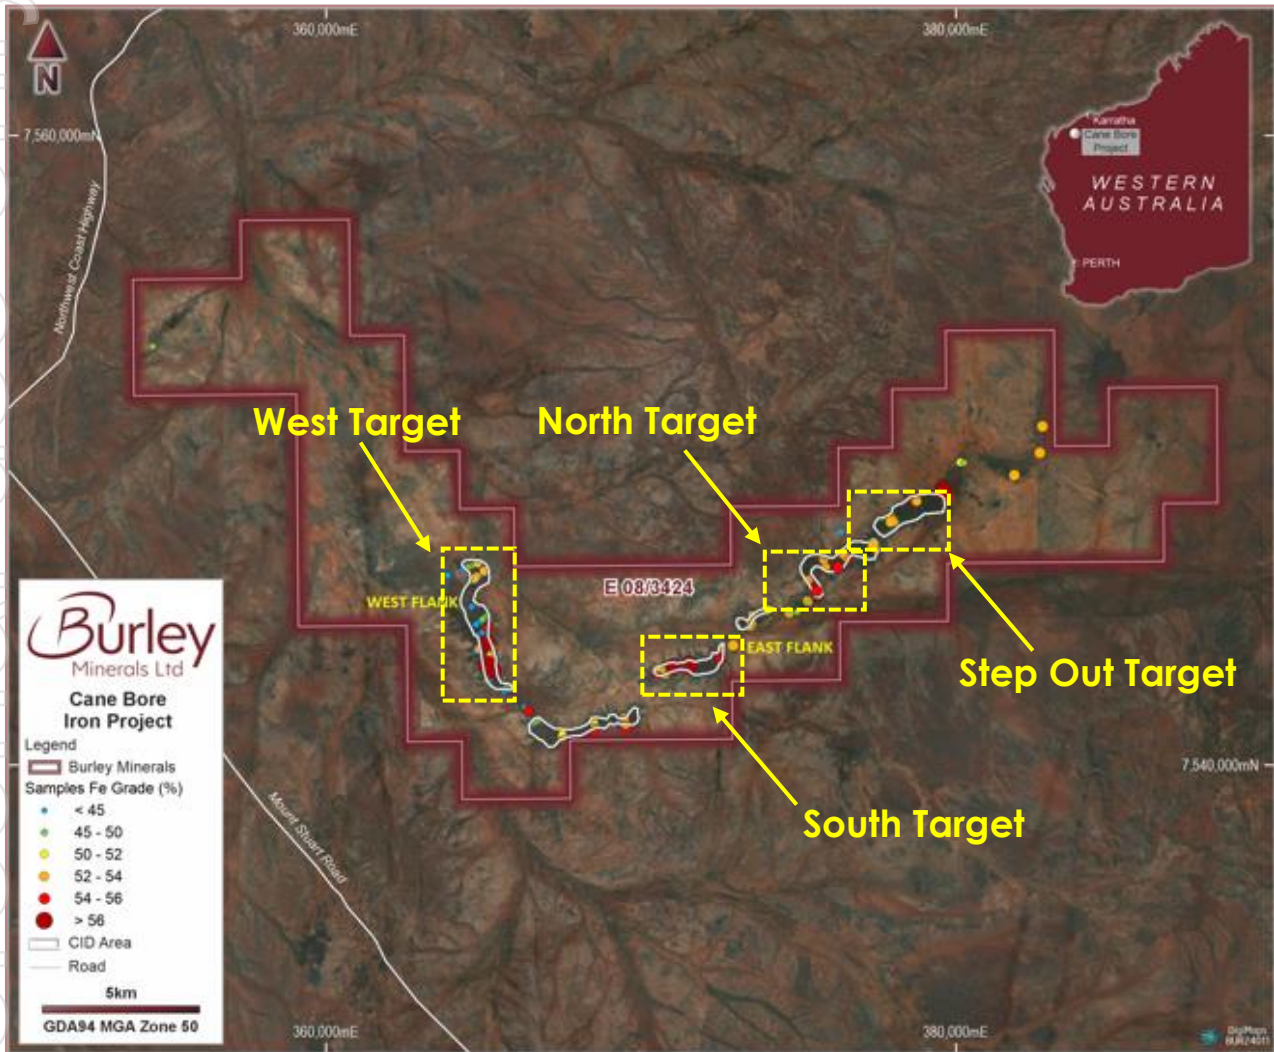 360,000mE
380,000mE
N
7,560,000mN
Karratha
Cane Bore
Project
WESTERN
AUSTRALIA
PERTH
Northwest Coast Highway
West Target
North Target
E 08/3424
WEST FLANK
EAST FLANK
Step Out Target
South Target
7,540,000mN
Mount Stuart Road
Burley
Minerals Ltd
Cane Bore
Iron Project
Legend
Burley Minerals
Samples Fe Grade (%)
< 45
45 - 50
50 - 52
52 - 54
54 - 56
> 56
CID Area
Road
5km
GDA94 MGA Zone 50
360,000mE
380,000mE
DigiMaps
BUR24011